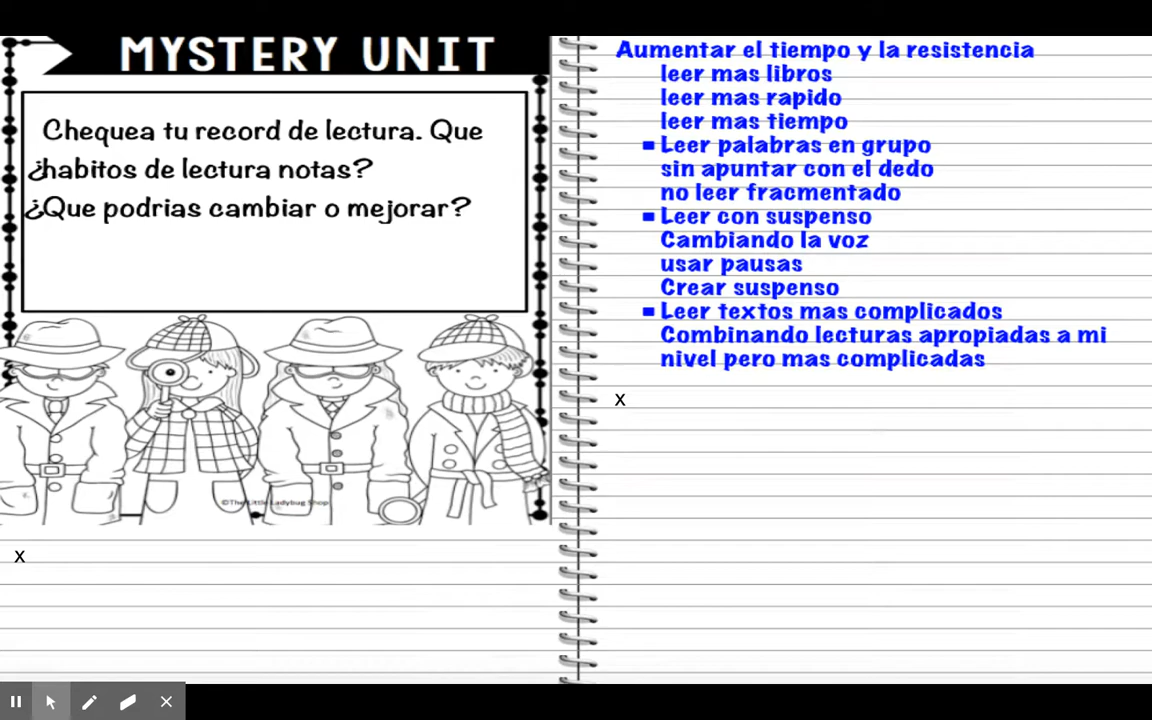 MYSTERY UNIT
Chequea tu record de lectura. Que
¿habitos de lectura notas?
¿Que podrias cambiar o mejorar?
©The Little Ladybug Shop
x
Aumentar el tiempo y la resistencia
leer mas libros
leer mas rapido
leer mas tiempo
▪Leer palabras en grupo
sin apuntar con el dedo
no leer fracmentado
▪Leer con suspenso
Cambiando la voz
usar pausas
Crear suspenso
▪Leer textos mas complicados
Combinando lecturas apropiadas a mi
nivel pero mas complicadas
x